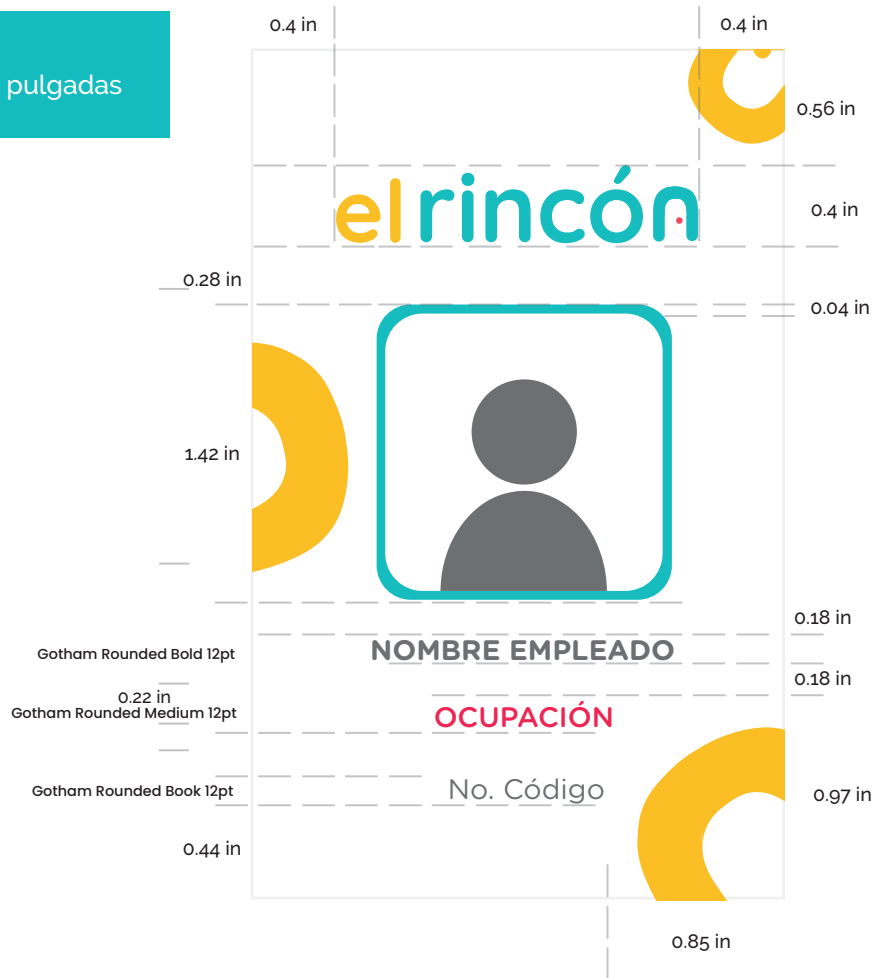 0.4 in
0.4 in
pulgadas
0.56 in
el rincón
0.4 in
0.28 in
0.04 in
1.42 in
0.18 in
Gotham Rounded Bold 12pt
NOMBRE EMPLEADO
0.18 in
0.22 in
Gotham Rounded Medium 12pt
OCUPACIÓN
Gotham Rounded Book 12pt
No. Código
0.97 in
0.44 in
0.85 in